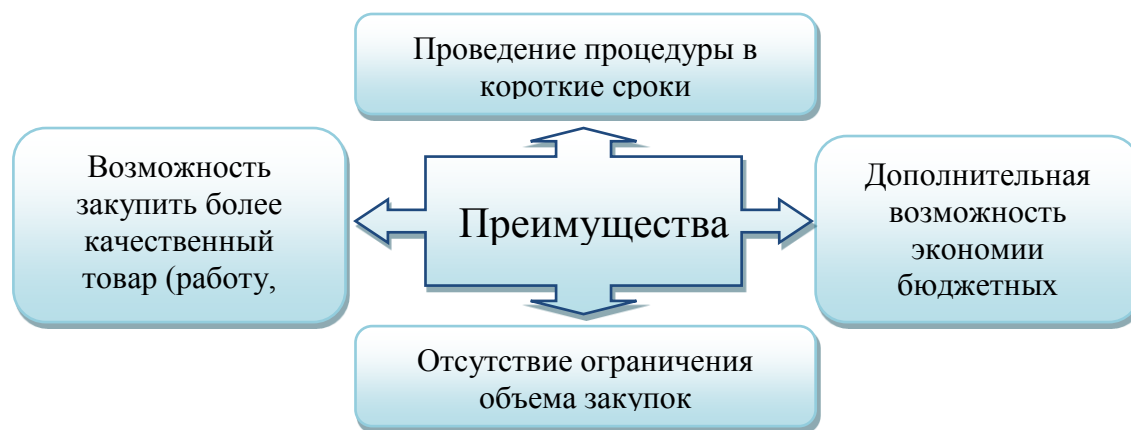 Проведение процедуры в
короткие сроки
Возможность
закупить более
качественный
товар (работу,
Преимущества
Дополнительная
возможность
экономии
бюджетных
Отсутствие ограничения
объема закупок